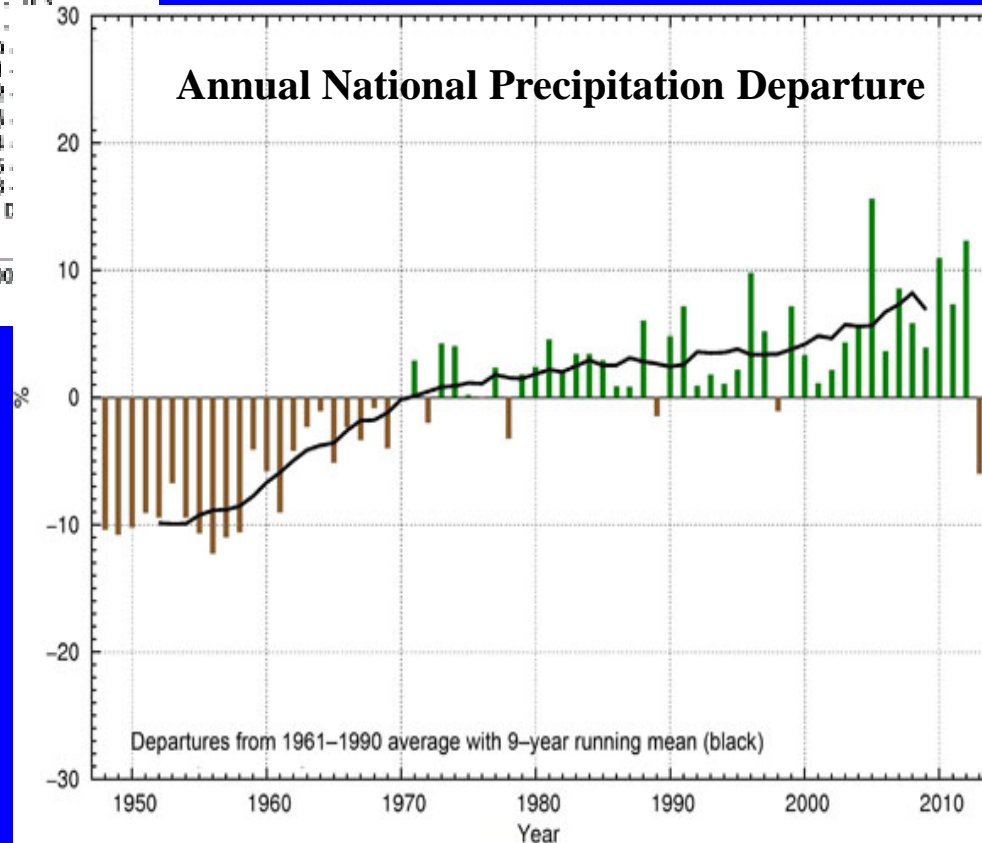 30
Annual National Precipitation Departure
20
10
0
%
−10
−20
Departures from 1961–1990 average with 9–year running mean (black)
−30
1950 1960 1970 1980 1990 2000 2010
Year